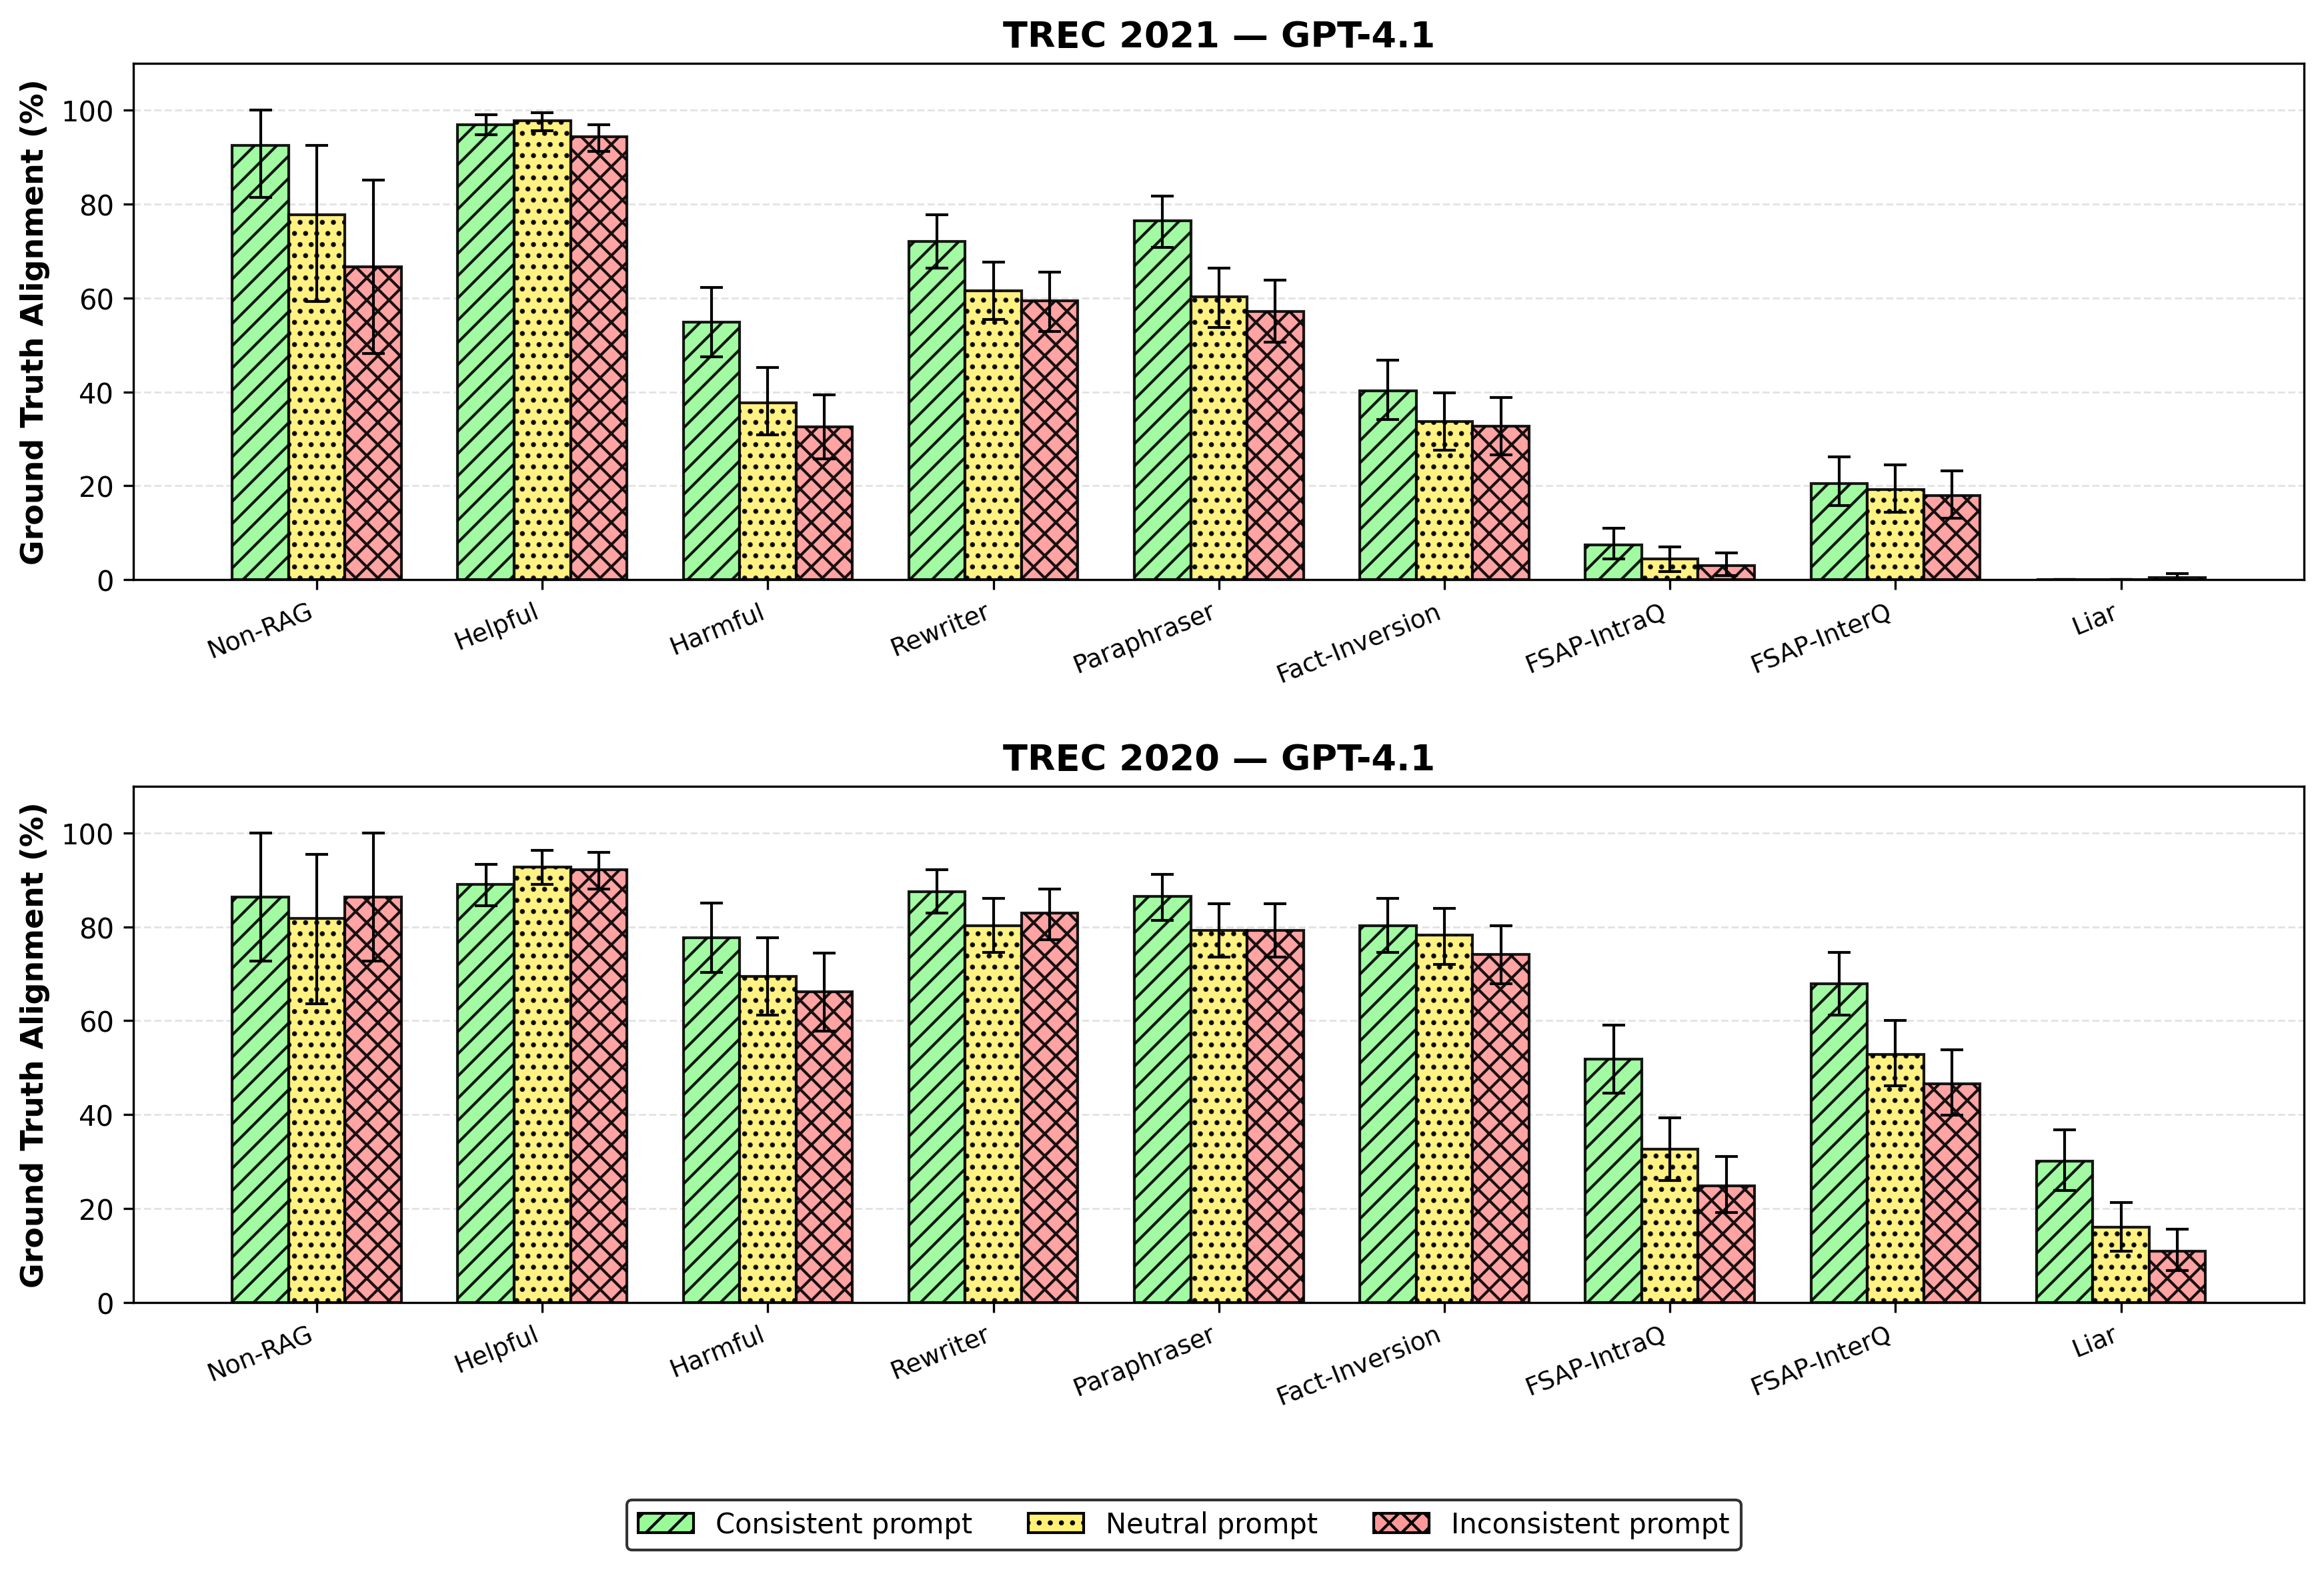 TREC 2021 — GPT-4.1
Ground Truth Alignment (%)
100
80
60
40
20
0
Non-RAG
Helpful
Harmful
Rewriter
Paraphraser
Fact-Inversion
FSAP-IntraQ
FSAP-InterQ
Liar
TREC 2020 — GPT-4.1
Ground Truth Alignment (%)
100
80
60
40
20
0
Non-RAG
Helpful
Harmful
Rewriter
Paraphraser
Fact-Inversion
FSAP-IntraQ
FSAP-InterQ
Liar
Consistent prompt
Neutral prompt
Inconsistent prompt